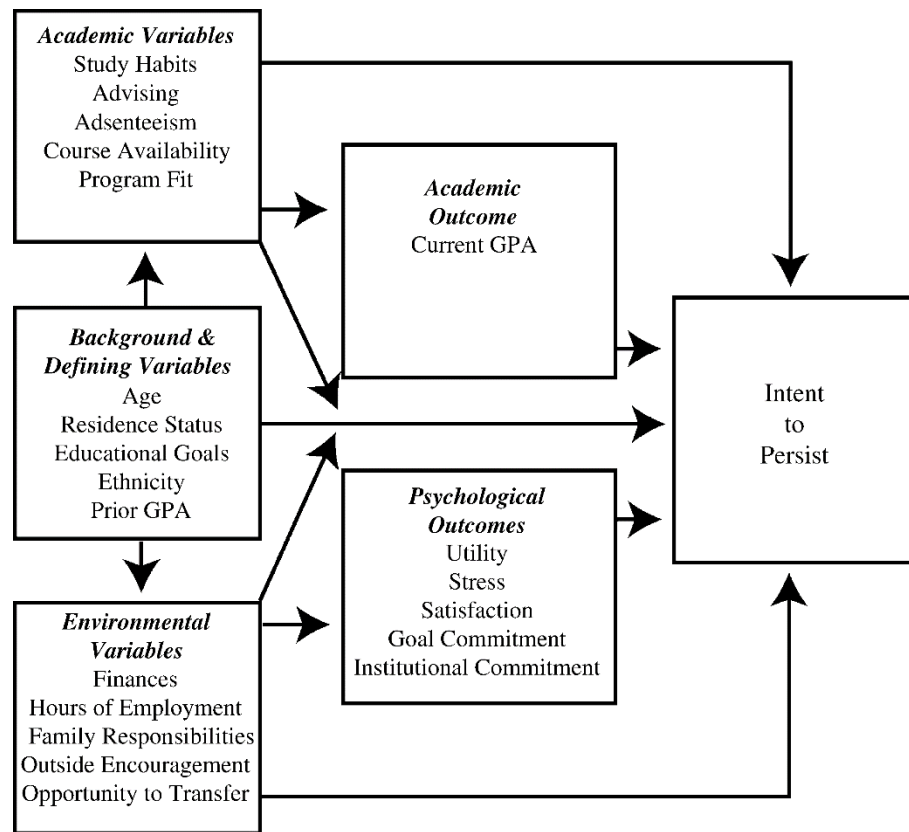 Academic Variables
Study Habits
Advising
Adsenteeism
Course Availability
Program Fit
Academic
Outcome
Current GPA
Background &
Defining Variables
Age
Residence Status
Educational Goals
Ethnicity
Prior GPA
Intent
to
Persist
Psychological
Outcomes
Utility
Stress
Satisfaction
Goal Commitment
Institutional Commitment
Environmental
Variables
Finances
Hours of Employment
Family Responsibilities
Outside Encouragement
Opportunity to Transfer